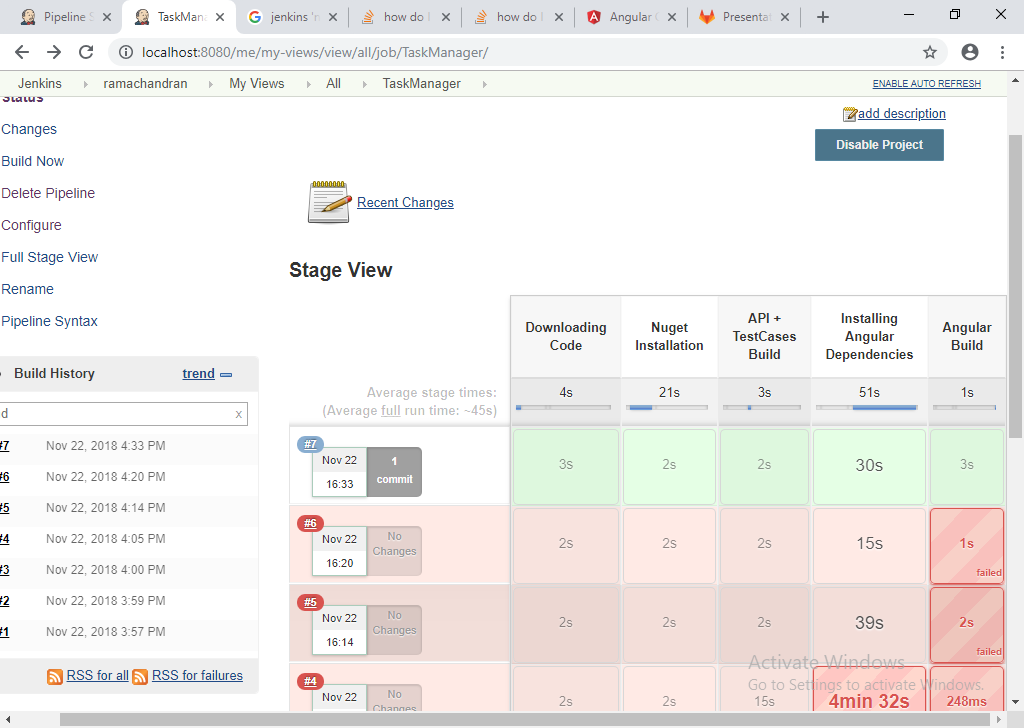 Pipeline S
TaskMana
jenkins 'n
how do I
how do I
Angular C
Presentat
localhost:8080/me/my-views/view/all/job/TaskManager/
Jenkins
ramachandran
My Views
All
TaskManager
ENABLE AUTO REFRESH
Status
Changes
Build Now
Delete Pipeline
Configure
Full Stage View
Rename
Pipeline Syntax
add description
Disable Project
Recent Changes
Stage View
Build History
trend
d
x
#7 Nov 22, 2018 4:33 PM
#6 Nov 22, 2018 4:20 PM
#5 Nov 22, 2018 4:14 PM
#4 Nov 22, 2018 4:05 PM
#3 Nov 22, 2018 4:00 PM
#2 Nov 22, 2018 3:59 PM
#1 Nov 22, 2018 3:57 PM
RSS for all RSS for failures
Downloading
Code
Nuget
Installation
API +
TestCases
Build
Installing
Angular
Dependencies
Angular
Build
Average stage times:
(Average full run time: ~45s)
4s 21s 3s 51s 1s
#7
Nov 22
16:33
1
commit
3s 2s 2s 30s 3s
#6
Nov 22
16:20
No
Changes
2s 2s 2s 15s 1s
failed
#5
Nov 22
16:14
No
Changes
2s 2s 2s 39s 2s
failed
#4
Nov 22
No
Changes
2s 2s 15s 4min 32s 248ms
Activate Windows
Go to Settings to activate Windows.